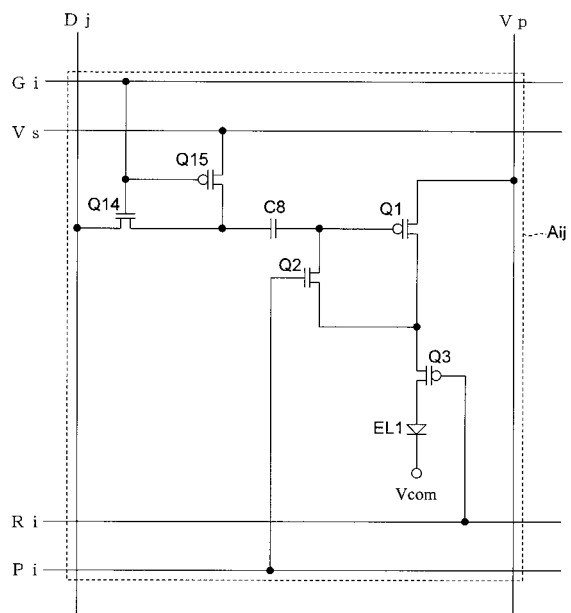 D j
V p
G i
V s
Q15
Q14
C8
Q1
Aij
Q2
Q3
EL1
Vcom
R i
P i